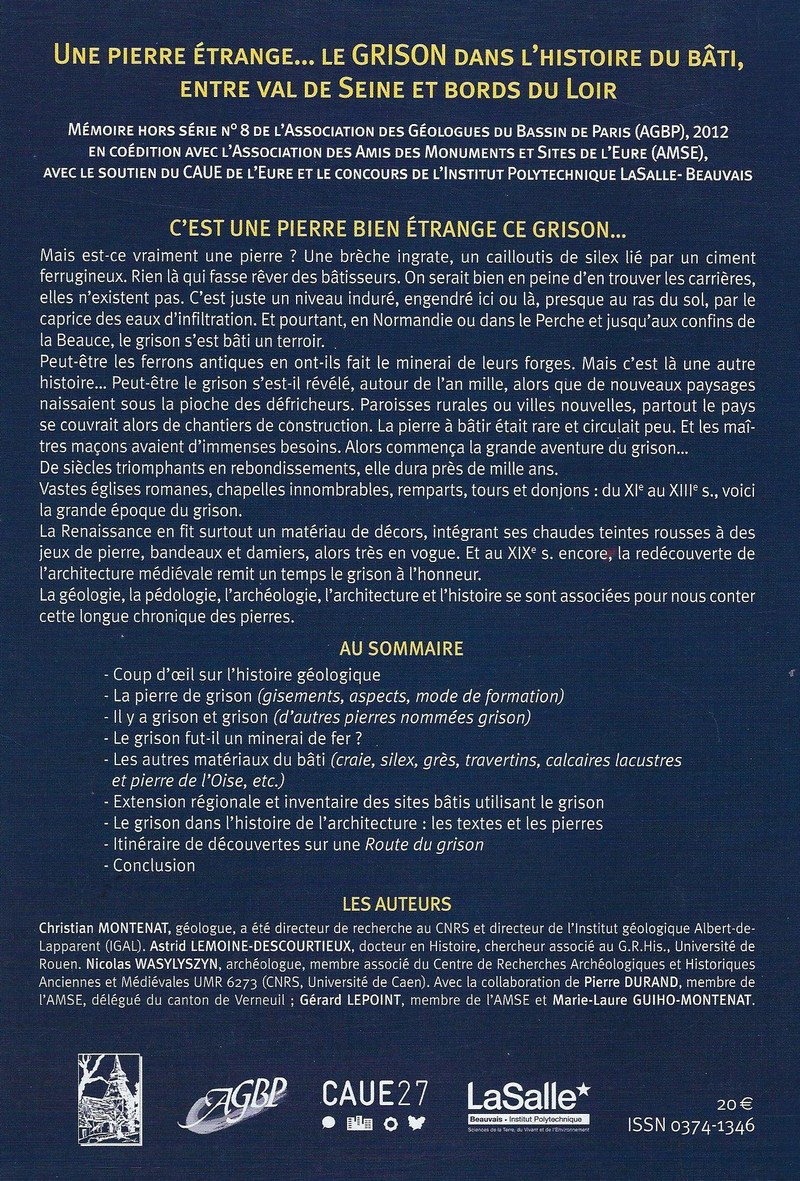 Une pierre étrange... le GRISON dans l'histoire du bâti,
entre val de Seine et bords du Loir
Mémoire hors série n° 8 de l'Association des Géologues du Bassin de Paris (AGBP), 2012
en coédition avec l'Association des Amis des Monuments et Sites de l'Eure (AMSE),
avec le soutien du CAUE de l'Eure et le concours de l'Institut Polytechnique LaSalle- Beauvais
C'EST UNE PIERRE BIEN ÉTRANGE CE GRISON...
Mais est-ce vraiment une pierre ? Une brèche ingrate, un cailloutis de silex lié par un ciment
ferrugineux. Rien là qui fasse rêver des bâtisseurs. On serait bien en peine d'en trouver les carrières,
elles n'existent pas. C'est juste un niveau induré, engendré ici ou là, presque au ras du sol, par le
caprice des eaux d'infiltration. Et pourtant, en Normandie ou dans le Perche et jusqu'aux confins de
la Beauce, le grison s'est bâti un terroir.
Peut-être les ferrons antiques en ont-ils fait le minerai de leurs forges. Mais c'est là une autre
histoire... Peut-être le grison s'est-il révélé, autour de l'an mille, alors que de nouveaux paysages
naissaient sous la pioche des défricheurs. Paroisses rurales ou villes nouvelles, partout le pays
se couvrait alors de chantiers de construction. La pierre à bâtir était rare et circulait peu. Et les maî-
tres maçons avaient d'immenses besoins. Alors commença la grande aventure du grison...
De siècles triomphants en rebondissements, elle dura près de mille ans.
Vastes églises romanes, chapelles innombrables, remparts, tours et donjons : du XIe au XIIIe s., voici
la grande époque du grison.
La Renaissance en fit surtout un matériau de décors, intégrant ses chaudes teintes rousses à des
jeux de pierre, bandeaux et damiers, alors très en vogue. Et au XIXe s. encore, la redécouverte de
l'architecture médiévale remit un temps le grison à l'honneur.
La géologie, la pédologie, l'archéologie, l'architecture et l'histoire se sont associées pour nous conter
cette longue chronique des pierres.
AU SOMMAIRE
- Coup d'œil sur l'histoire géologique
- La pierre de grison (gisements, aspects, mode de formation)
- Il y a grison et grison (d'autres pierres nommées grison)
- Le grison fut-il un minerai de fer ?
- Les autres matériaux du bâti (craie, silex, grès, travertins, calcaires lacustres
et pierre de l'Oise, etc.)
- Extension régionale et inventaire des sites bâtis utilisant le grison
- Le grison dans l'histoire de l'architecture : les textes et les pierres
- Itinéraire de découvertes sur une Route du grison
- Conclusion
LES AUTEURS
Christian MONTENAT, géologue, a été directeur de recherche au CNRS et directeur de l'Institut géologique Albert-de-
Lapparent (IGAL). Astrid LEMOINE-DESCOURTIEUX, docteur en Histoire, chercheur associé au G.R.His., Université de
Rouen. Nicolas WASYLYSZYN, archéologue, membre associé du Centre de Recherches Archéologiques et Historiques
Anciennes et Médiévales UMR 6273 (CNRS, Université de Caen). Avec la collaboration de Pierre DURAND, membre de
l'AMSE, délégué du canton de Verneuil ; Gérard LEPOINT, membre de l'AMSE et Marie-Laure GUIHO-MONTENAT.
AGBP
CAUE27
LaSalle
Beauvais - Institut Polytechnique
Sciences de la Terre, du Vivant et de l'Environnement
20 €
ISSN 0374-1346